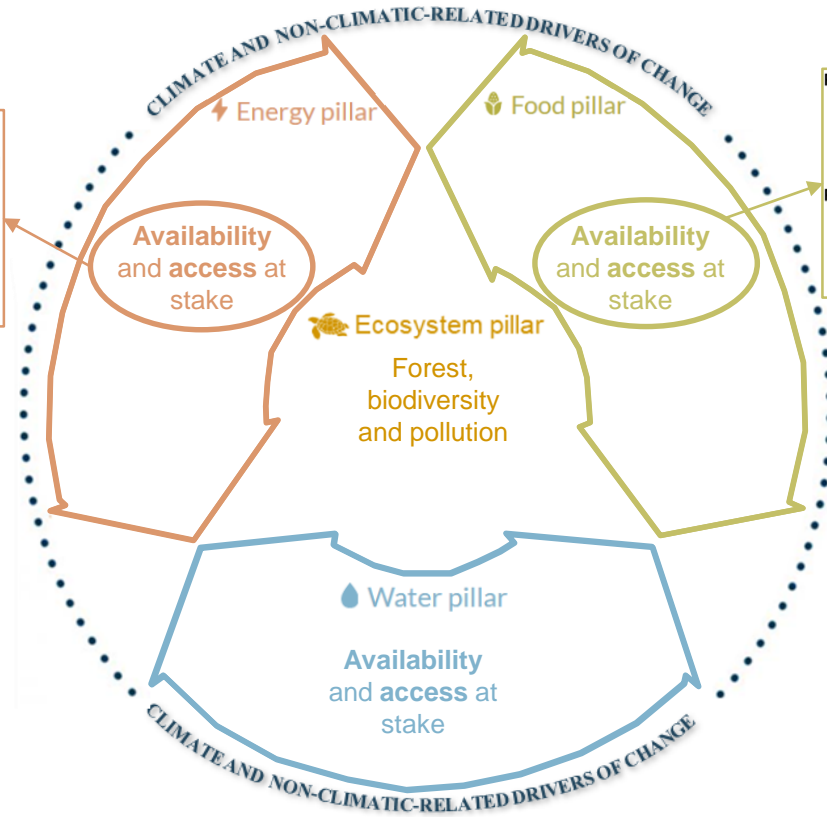 CLIMATE AND NON-CLIMATIC-RELATED DRIVERS OF CHANGE
Energy pillar
Food pillar
Availability
and access at
stake
Availability
and access at
stake
Ecosystem pillar
Forest,
biodiversity
and pollution
Water pillar
Availability
and access at
stake
CLIMATE AND NON-CLIMATIC-RELATED DRIVERS OF CHANGE